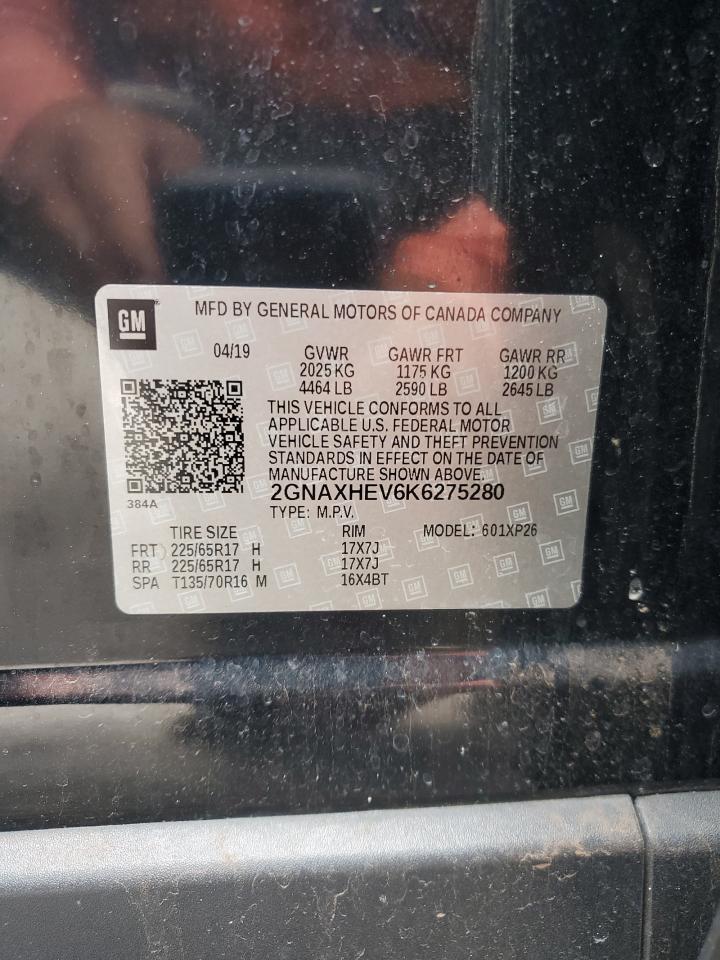 GM
MFD BY GENERAL MOTORS OF CANADA COMPANY
04/19 GVWR GAWR FRT GAWR RR
2025 KG 1175 KG 1200 KG
4464 LB 2590 LB 2645 LB
THIS VEHICLE CONFORMS TO ALL
APPLICABLE U.S. FEDERAL MOTOR
VEHICLE SAFETY AND THEFT PREVENTION
STANDARDS IN EFFECT ON THE DATE OF
MANUFACTURE SHOWN ABOVE.
384A
2GNAXHEV6K6275280
TYPE: M.P.V.
TIRE SIZE RIM MODEL: 601XP26
FRT 225/65R17 H 17X7J
RR 225/65R17 H 17X7J
SPA T135/70R16 M 16X4BT